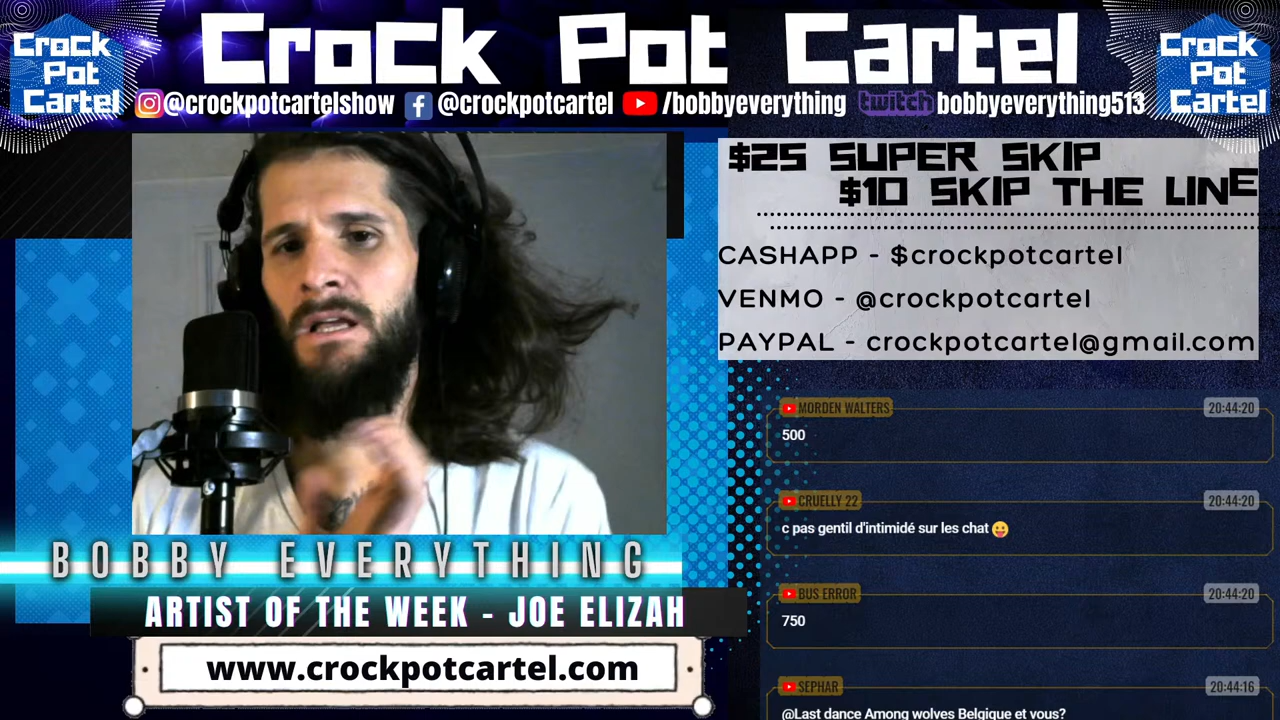 Crock Pot Cartel
Crock
Pot
Cartel
Crock
Pot
Cartel
@crockpotcartelshow @crockpotcartel /bobbyeverything twitch bobbyeverything513
$25 SUPER SKIP
$10 SKIP THE LINE
CASHAPP - $crockpotcartel
VENMO - @crockpotcartel
PAYPAL - crockpotcartel@gmail.com
MORDEN WALTERS 20:44:20
500
CRUELLY 22 20:44:20
c pas gentil d'intimidé sur les chat 😛
BUS ERROR 20:44:20
750
SEPHAR 20:44:16
@Last dance Among wolves Belgique et vous?
BOBBY EVERYTHING
ARTIST OF THE WEEK - JOE ELIZAH
www.crockpotcartel.com